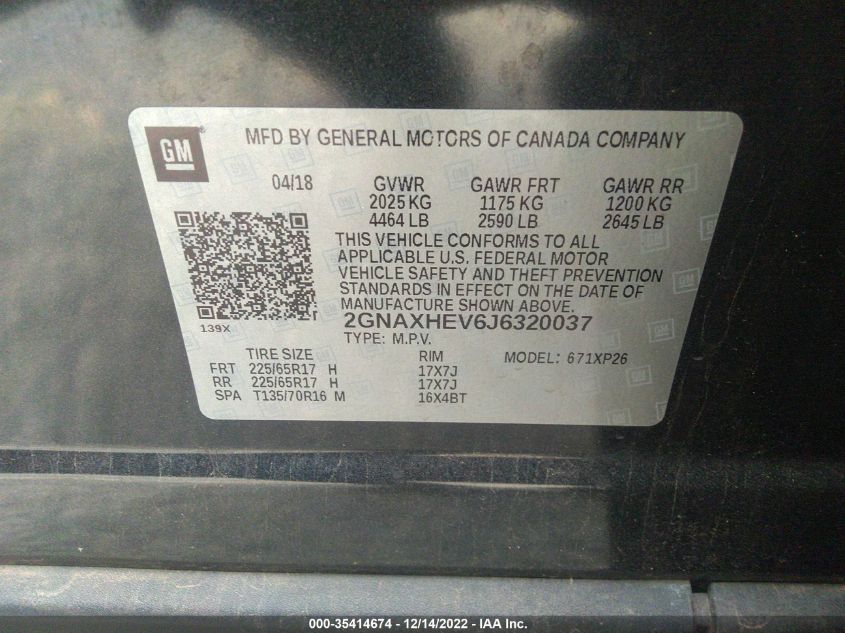 GM
MFD BY GENERAL MOTORS OF CANADA COMPANY
04/18 GVWR GAWR FRT GAWR RR
2025 KG 1175 KG 1200 KG
4464 LB 2590 LB 2645 LB
THIS VEHICLE CONFORMS TO ALL
APPLICABLE U.S. FEDERAL MOTOR
VEHICLE SAFETY AND THEFT PREVENTION
STANDARDS IN EFFECT ON THE DATE OF
MANUFACTURE SHOWN ABOVE.
139X
2GNAXHEV6J6320037
TYPE: M.P.V.
TIRE SIZE RIM MODEL: 671XP26
FRT 225/65R17 H 17X7J
RR 225/65R17 H 17X7J
SPA T135/70R16 M 16X4BT
000-35414674 - 12/14/2022 - IAA Inc.